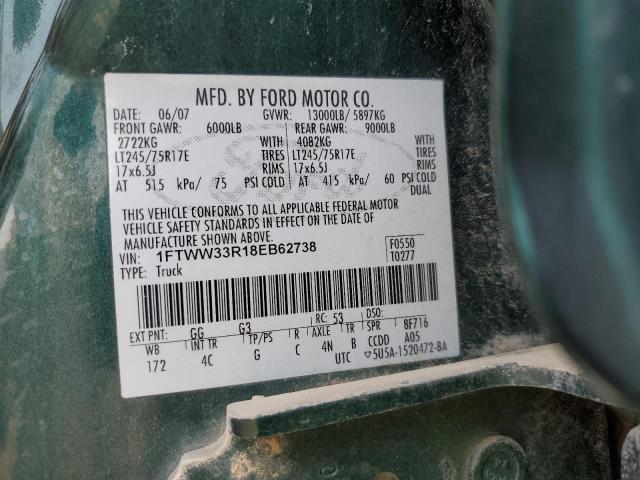 MFD. BY FORD MOTOR CO.
DATE: 06/07 GVWR: 13000LB/ 5897KG
FRONT GAWR: 6000LB REAR GAWR: 9000LB
2722KG WITH 4082KG WITH
LT245/75R17E TIRES LT245/75R17E TIRES
17x6.5J RIMS 17x6.5J RIMS
AT 515 kPa/ 75 PSI COLD AT 415 kPa/ 60 PSI COLD
DUAL
THIS VEHICLE CONFORMS TO ALL APPLICABLE FEDERAL MOTOR
VEHICLE SAFETY STANDARDS IN EFFECT ON THE DATE OF
MANUFACTURE SHOWN ABOVE.
VIN: 1FTWW33R18EB62738 F0550
TYPE: Truck T0277
EXT PNT: GG G3 RC: 53 DSO:
WB INT TR TP/PS R AXLE TR SPR 8F716
172 4C G C 4N B CCDD A05
UTC ▽5U5A-1520472-BA